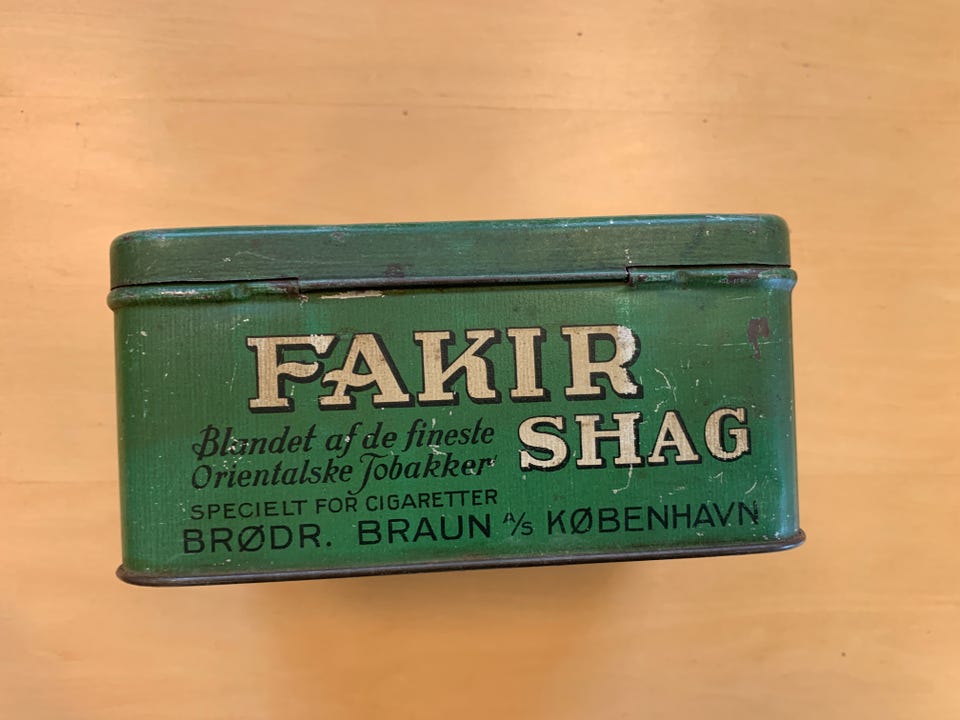 FAKIR
SHAG
Blandet af de fineste
Orientalske Tobakker
SPECIELT FOR CIGARETTER
BRØDR. BRAUN A/S KØBENHAVN